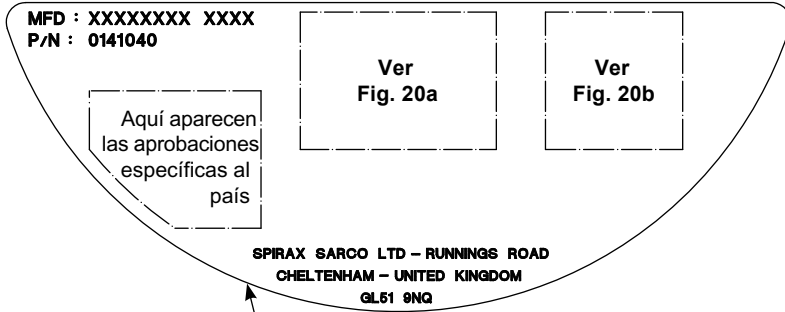 MFD : XXXXXXXX XXXX
P/N : 0141040
Ver
Fig. 20a
Ver
Fig. 20b
Aquí aparecen
las aprobaciones
específicas al
país
SPIRAX SARCO LTD – RUNNINGS ROAD
CHELTENHAM – UNITED KINGDOM
GL51 9NQ